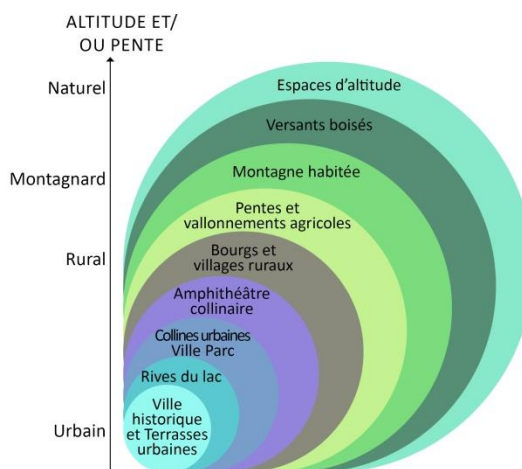 ALTITUDE ET/
OU PENTE
Naturel
Espaces d'altitude
Versants boisés
Montagnard
Montagne habitée
Pentes et
vallonnements agricoles
Rural
Bourgs et
villages ruraux
Amphithéâtre
collinaire
Collines urbaines
Ville Parc
Rives du lac
Ville
historique
et Terrasses
urbaines
Urbain